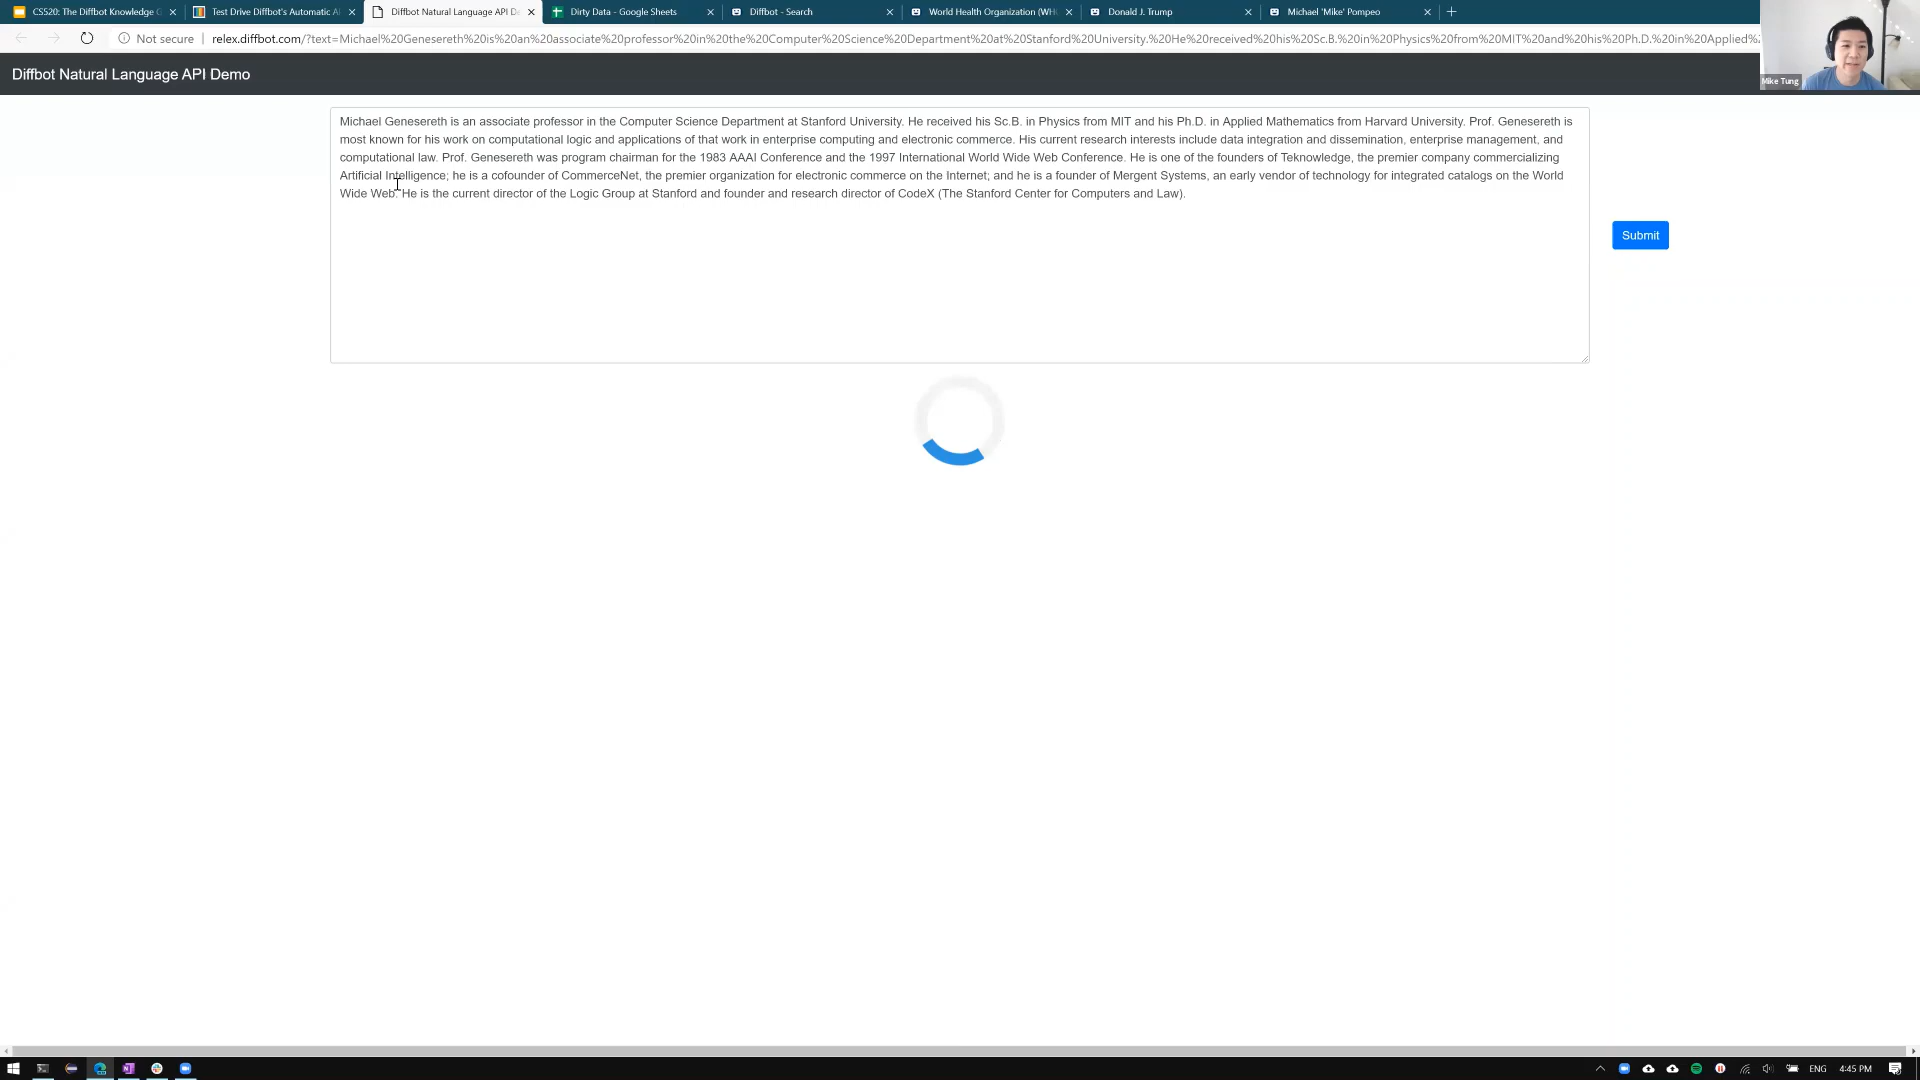 CS520: The Diffbot Knowledge G
Test Drive Diffbot's Automatic A
Diffbot Natural Language API De
Dirty Data - Google Sheets
Diffbot - Search
World Health Organization (WH
Donald J. Trump
Michael 'Mike' Pompeo
Not secure
relex.diffbot.com/?text=Michael%20Genesereth%20is%20an%20associate%20professor%20in%20the%20Computer%20Science%20Department%20at%20Stanford%20University.%20He%20received%20his%20Sc.B.%20in%20Physics%20from%20MIT%20and%20his%20Ph.D.%20in%20Applied%2
Mike Tung
Diffbot Natural Language API Demo
Michael Genesereth is an associate professor in the Computer Science Department at Stanford University. He received his Sc.B. in Physics from MIT and his Ph.D. in Applied Mathematics from Harvard University. Prof. Genesereth is
most known for his work on computational logic and applications of that work in enterprise computing and electronic commerce. His current research interests include data integration and dissemination, enterprise management, and
computational law. Prof. Genesereth was program chairman for the 1983 AAAI Conference and the 1997 International World Wide Web Conference. He is one of the founders of Teknowledge, the premier company commercializing
Artificial Intelligence; he is a cofounder of CommerceNet, the premier organization for electronic commerce on the Internet; and he is a founder of Mergent Systems, an early vendor of technology for integrated catalogs on the World
Wide Web. He is the current director of the Logic Group at Stanford and founder and research director of CodeX (The Stanford Center for Computers and Law).
Submit
ENG
4:45 PM